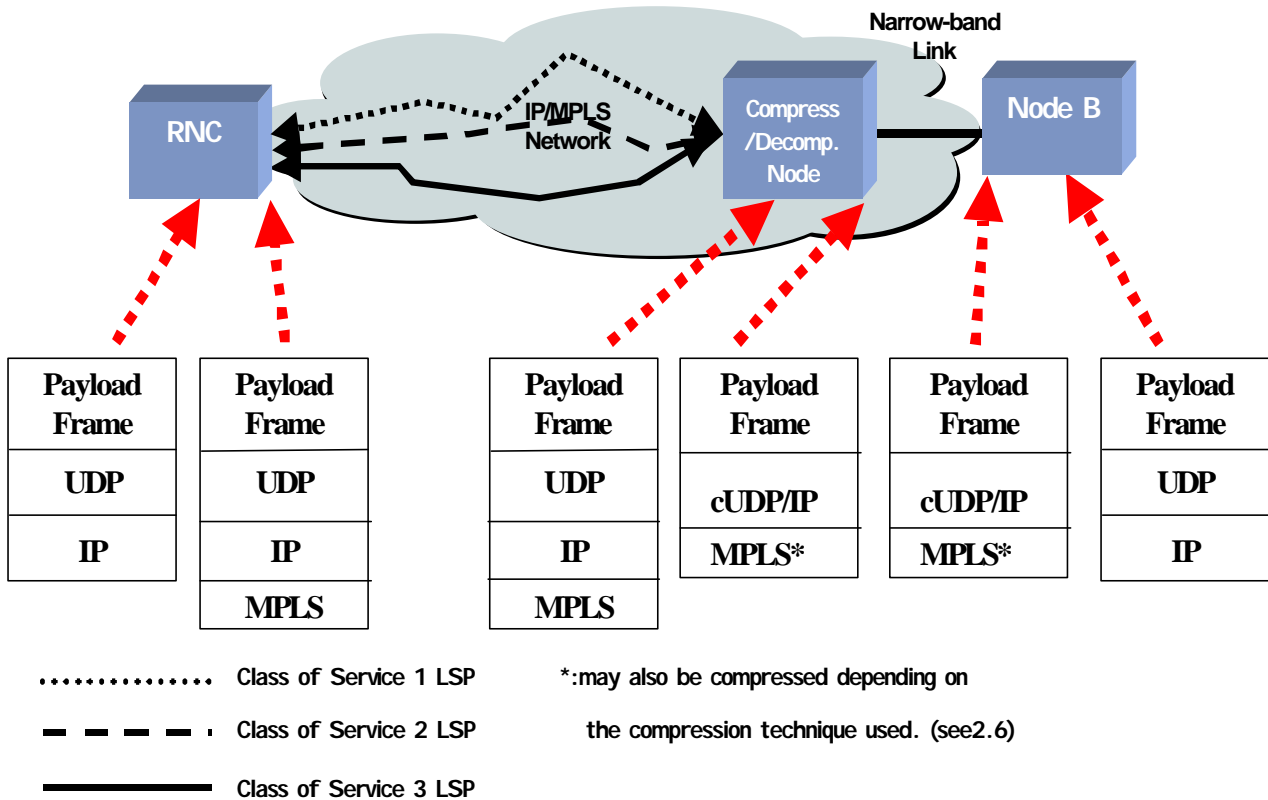 Narrow-band
Link
RNC
IP/MPLS
Network
Compress
/Decomp.
Node
Node B
Payload
Frame
UDP
IP
Payload
Frame
UDP
IP
MPLS
Payload
Frame
UDP
IP
MPLS
Payload
Frame
cUDP/IP
MPLS*
Payload
Frame
cUDP/IP
MPLS*
Payload
Frame
UDP
IP
Class of Service 1 LSP
Class of Service 2 LSP
Class of Service 3 LSP
*:may also be compressed depending on
the compression technique used. (see2.6)